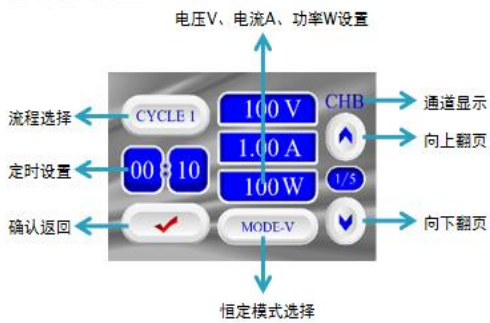 电压V、电流A、功率W设置
流程选择
CYCLE 1
100 V
CHB
通道显示
1.00 A
向上翻页
定时设置
00:10
100W
1/5
确认返回
MODE-V
向下翻页
恒定模式选择